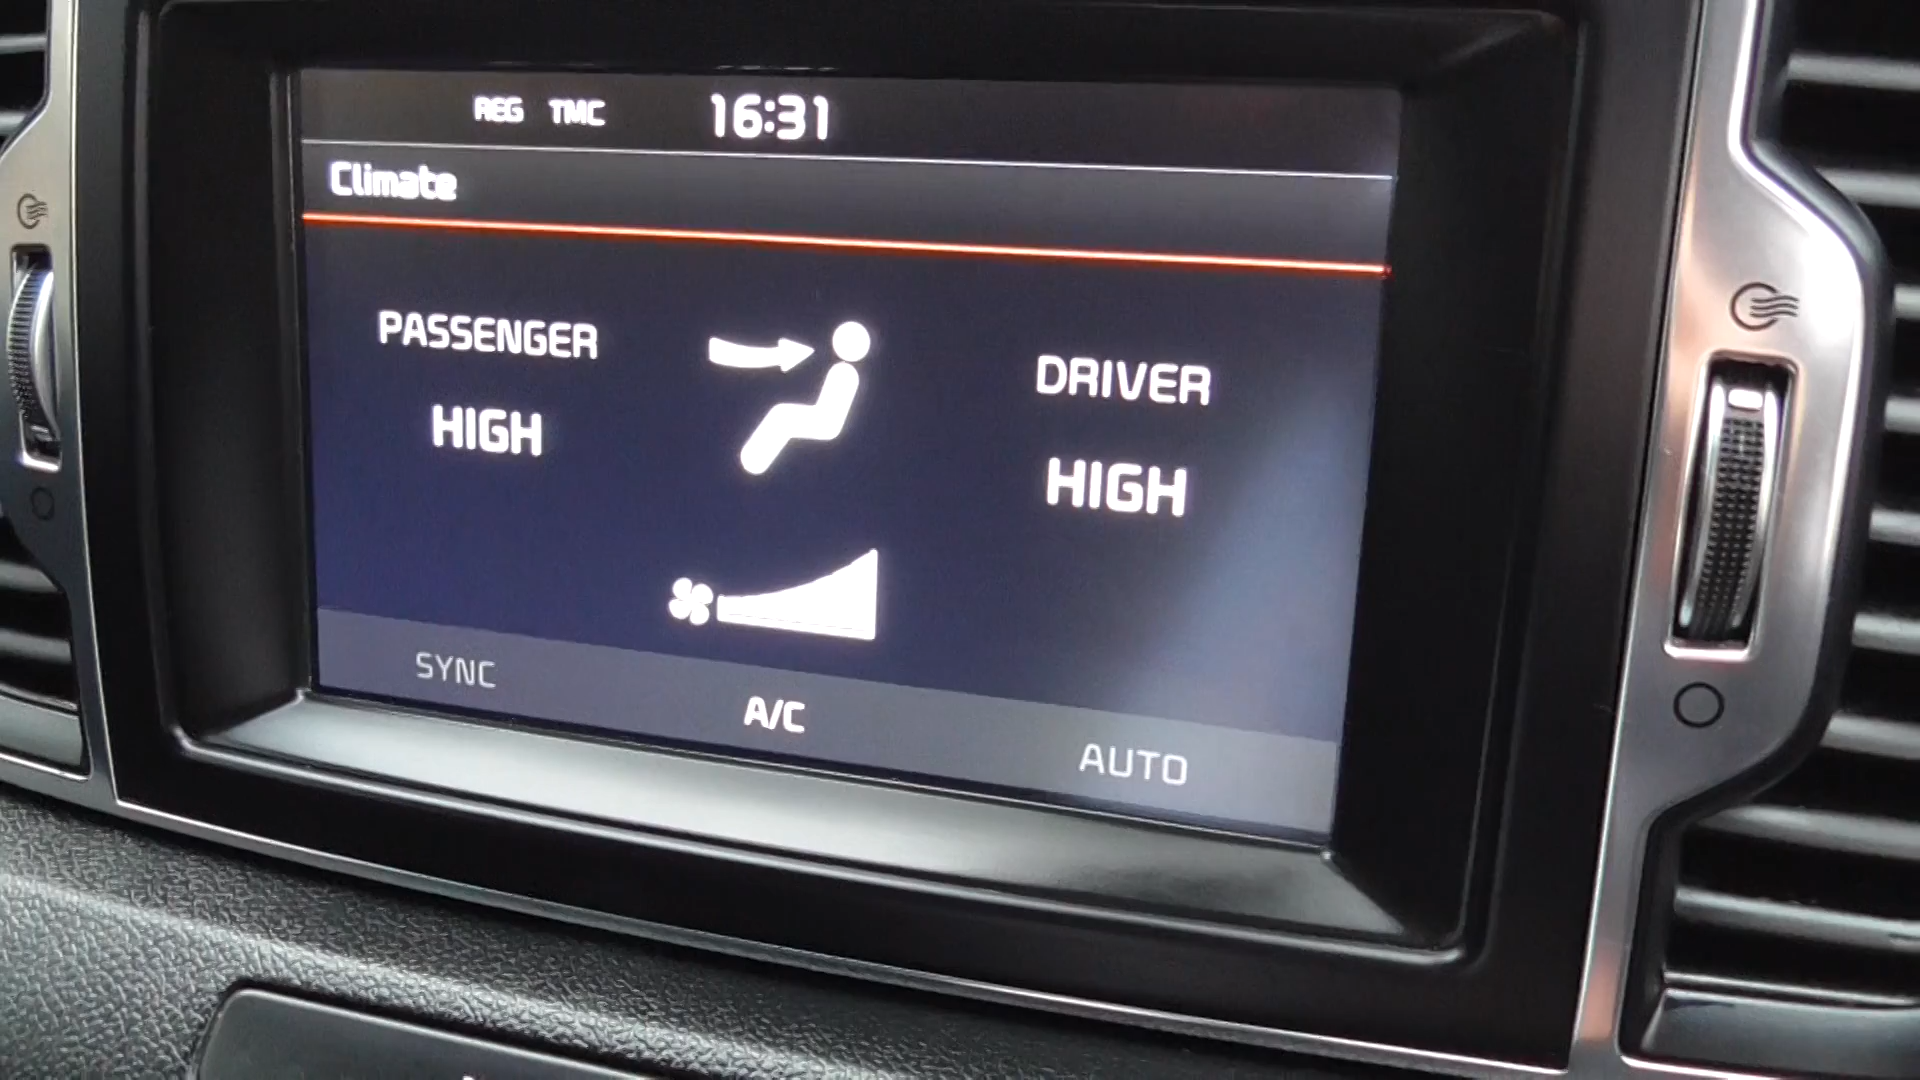 REG TMC 16:31
Climate
PASSENGER
HIGH
DRIVER
HIGH
SYNC
A/C
AUTO